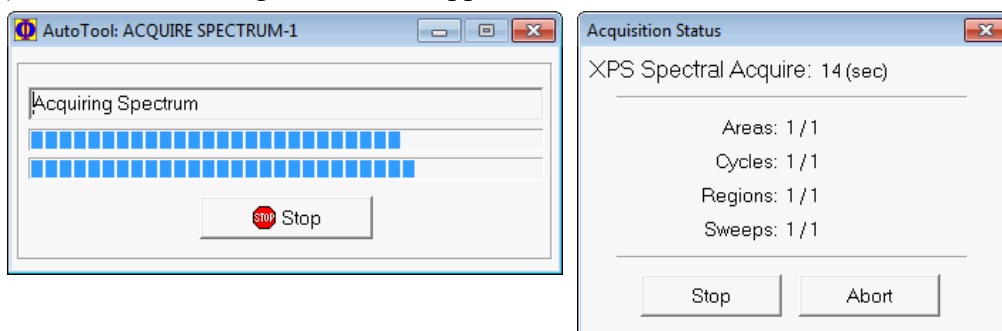 AutoTool: ACQUIRE SPECTRUM-1
Acquiring Spectrum
STOP Stop
Acquisition Status
XPS Spectral Acquire: 14 (sec)
Areas: 1/1
Cycles: 1/1
Regions: 1/1
Sweeps: 1/1
Stop Abort